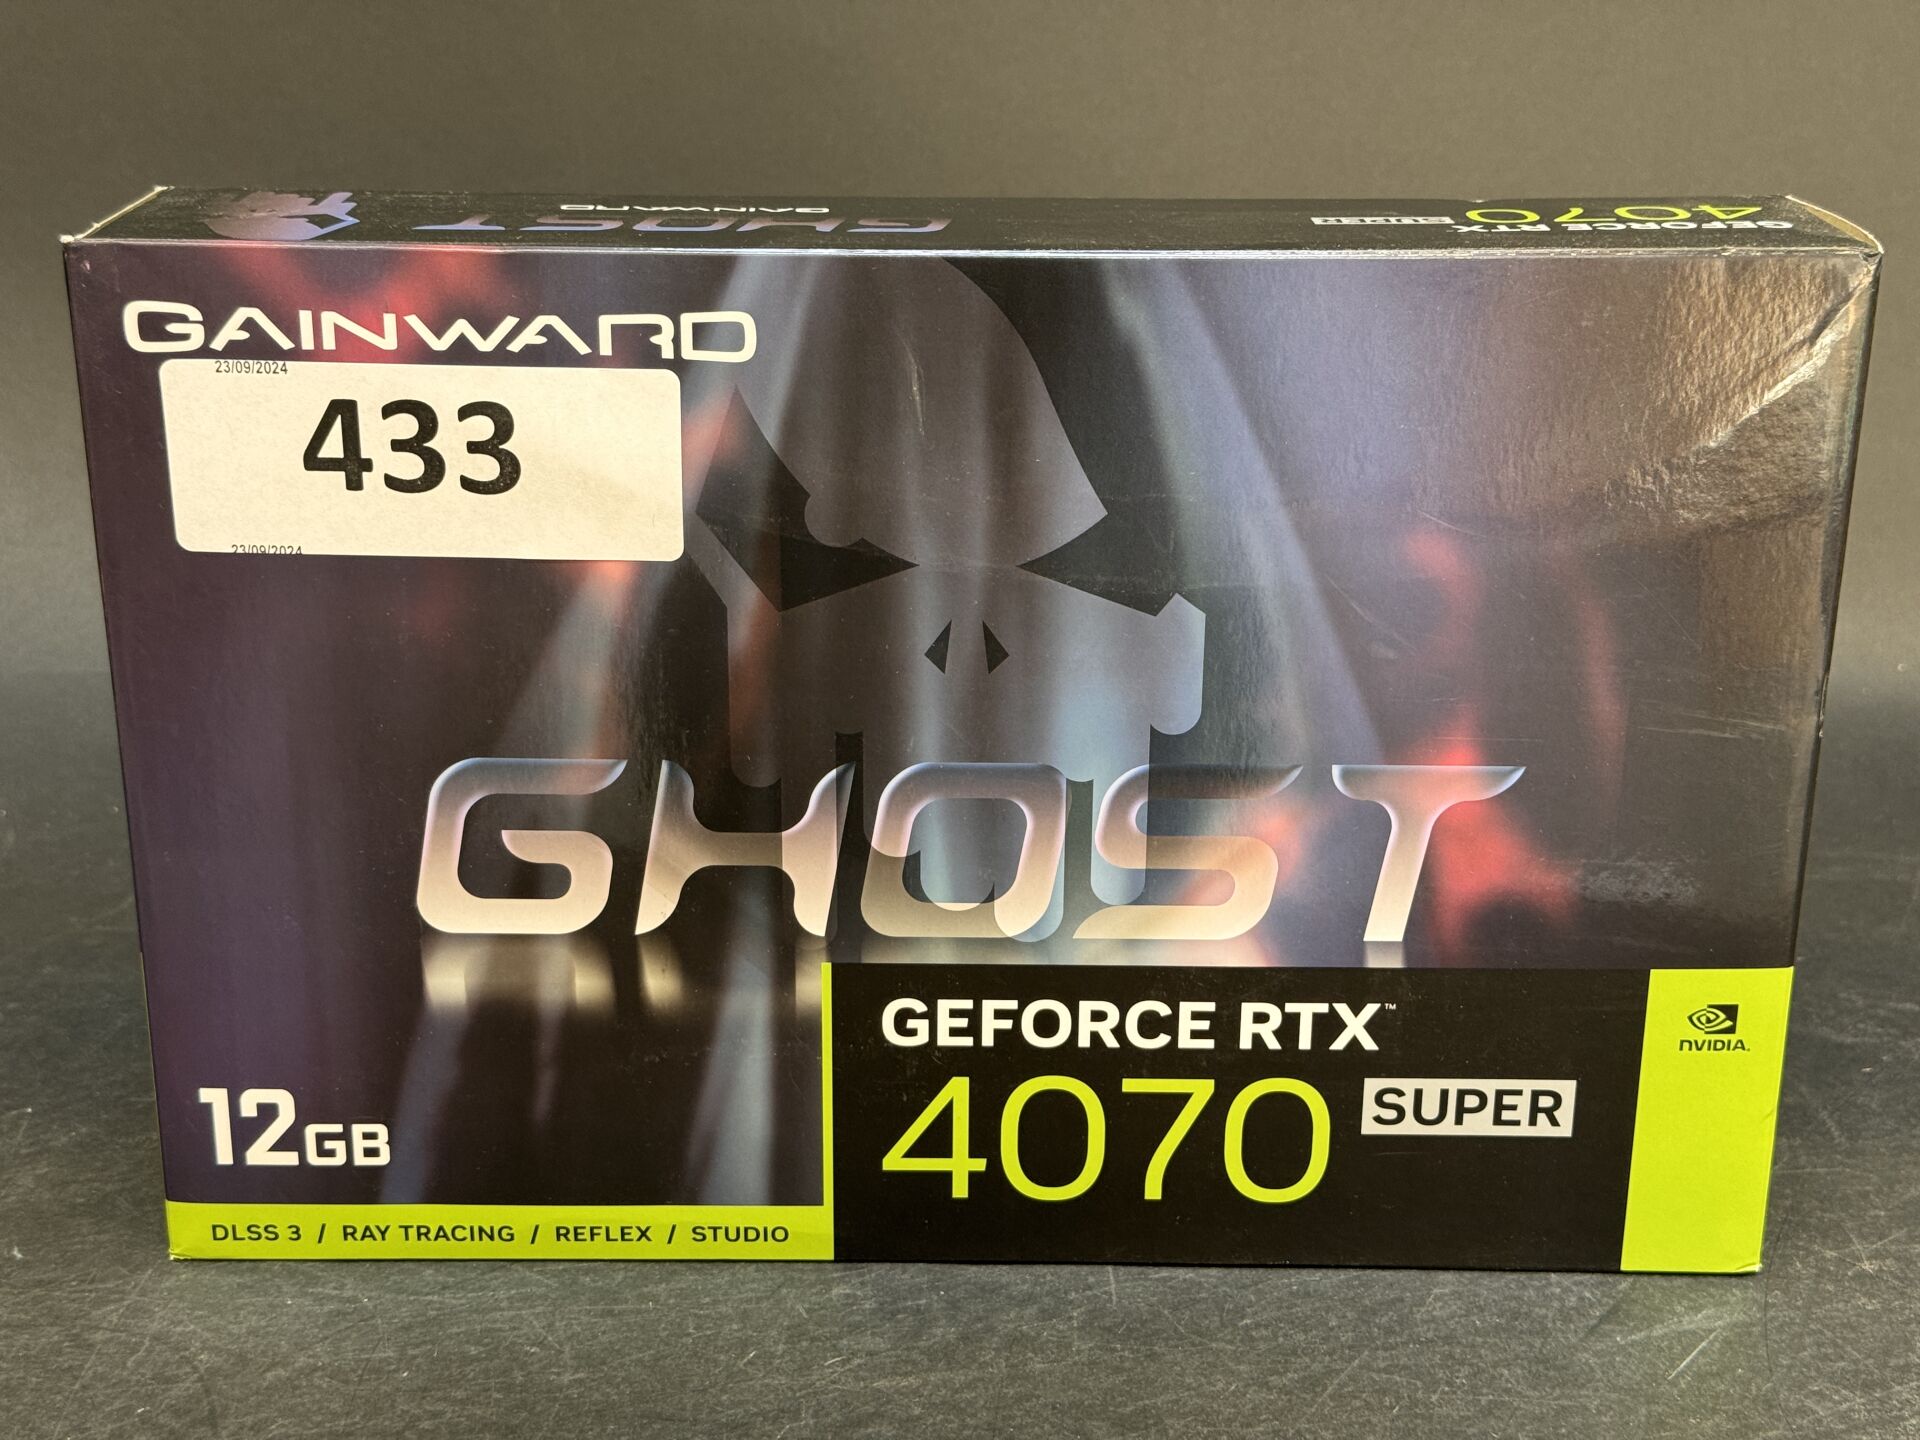 GHOST
GAINWARD
GEFORCE RTX
4070 SUPER
GAINWARD
23/09/2024
433
23/09/2024
GHOST
GEFORCE RTX™
4070 SUPER
NVIDIA.
12GB
DLSS 3 / RAY TRACING / REFLEX / STUDIO